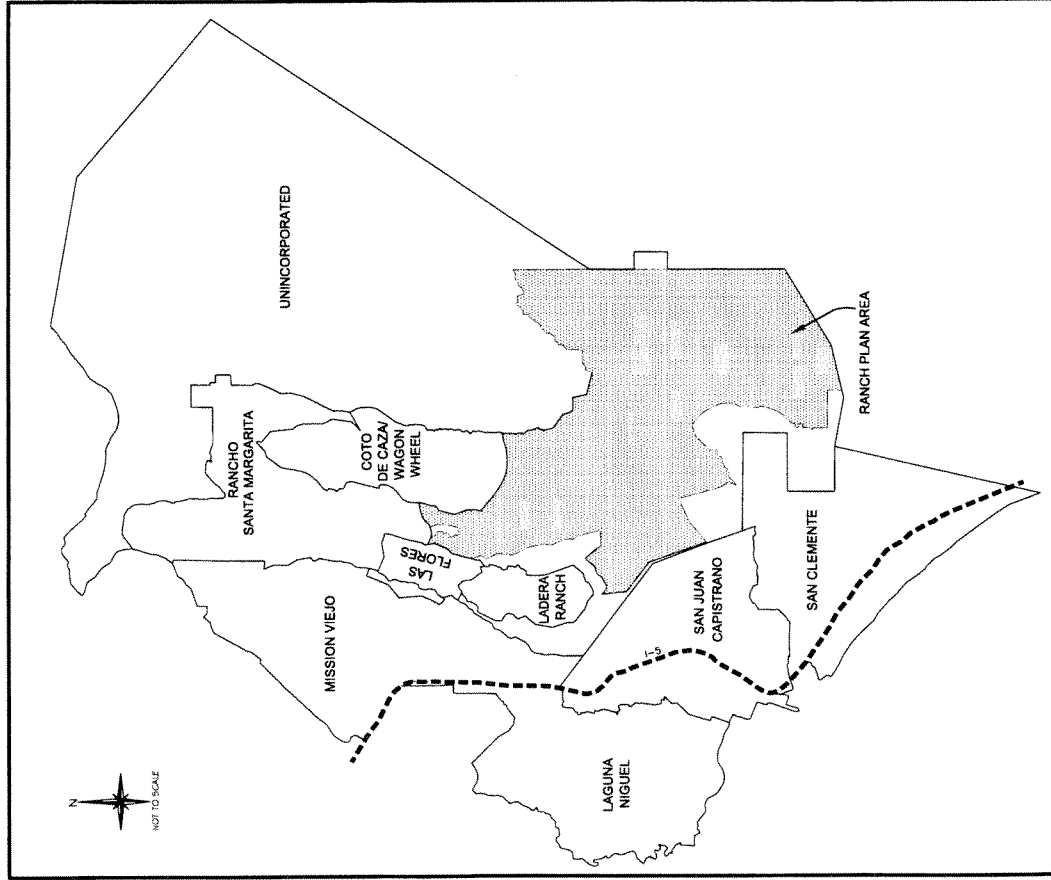 N
NOT TO SCALE
UNINCORPORATED
RANCHO
SANTA MARGARITA
COTO
DE CAZA/
WAGON
WHEEL
LAS
FLORES
MISSION VIEJO
LADERA
RANCH
RANCH PLAN AREA
SAN JUAN
CAPISTRANO
I-5
SAN CLEMENTE
LAGUNA
NIGUEL